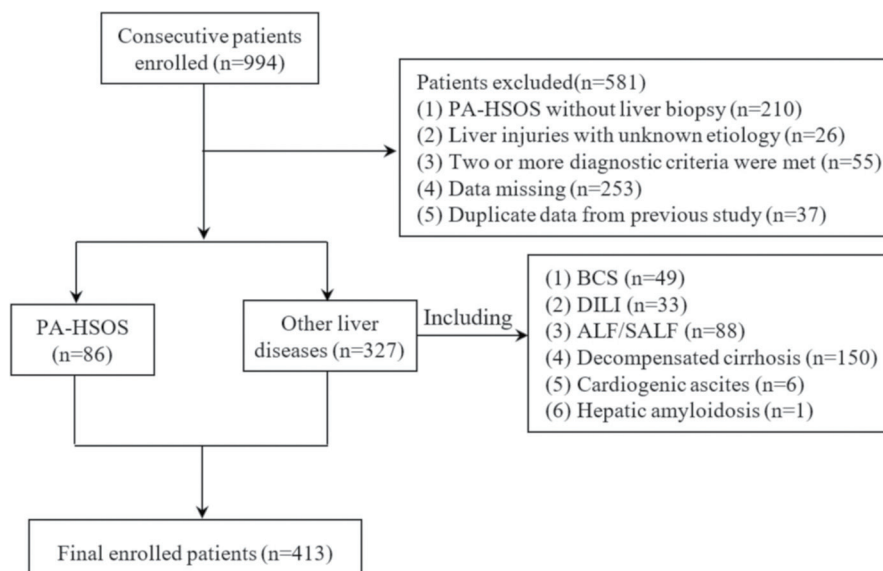 Consecutive patients
enrolled (n=994)
Patients excluded(n=581)
(1) PA-HSOS without liver biopsy (n=210)
(2) Liver injuries with unknown etiology (n=26)
(3) Two or more diagnostic criteria were met (n=55)
(4) Data missing (n=253)
(5) Duplicate data from previous study (n=37)
PA-HSOS
(n=86)
Other liver
diseases (n=327)
Including
(1) BCS (n=49)
(2) DILI (n=33)
(3) ALF/SALF (n=88)
(4) Decompensated cirrhosis (n=150)
(5) Cardiogenic ascites (n=6)
(6) Hepatic amyloidosis (n=1)
Final enrolled patients (n=413)